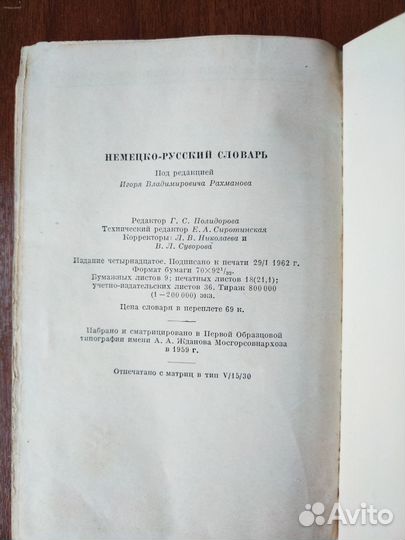 НЕМЕЦКО-РУССКИЙ СЛОВАРЬ
Под редакцией
Игоря Владимировича Рахманова
Редактор Г. С. Полидорова
Технический редактор Е. А. Сиротинская
Корректоры: Л. В. Николаева и
В. Л. Суворова
Издание четырнадцатое. Подписано к печати 29/I 1962 г.
Формат бумаги 70×92¹/₃₂.
Бумажных листов 9; печатных листов 18(21,1);
учетно-издательских листов 36. Тираж 800 000
(1—200 000) экз.
Цена словаря в переплете 69 к.
Набрано и сматрицировано в Первой Образцовой
типографии имени А. А. Жданова Мосгорсовнархоза
в 1959 г.
Отпечатано с матриц в тип V/15/30
Avito